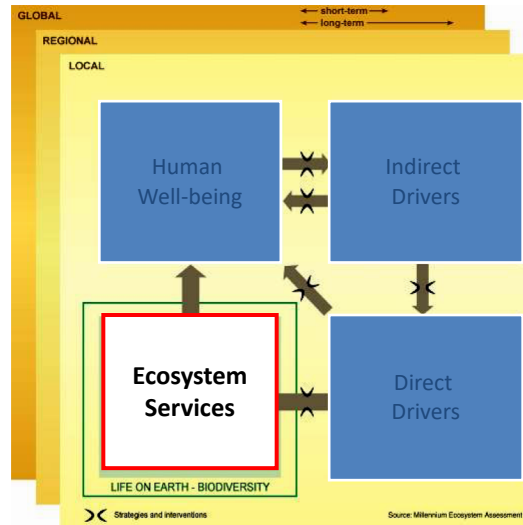 GLOBAL
short-term
long-term
REGIONAL
LOCAL
Human
Well-being
Indirect
Drivers
Ecosystem
Services
Direct
Drivers
LIFE ON EARTH - BIODIVERSITY
Strategies and interventions
Source: Millennium Ecosystem Assessment